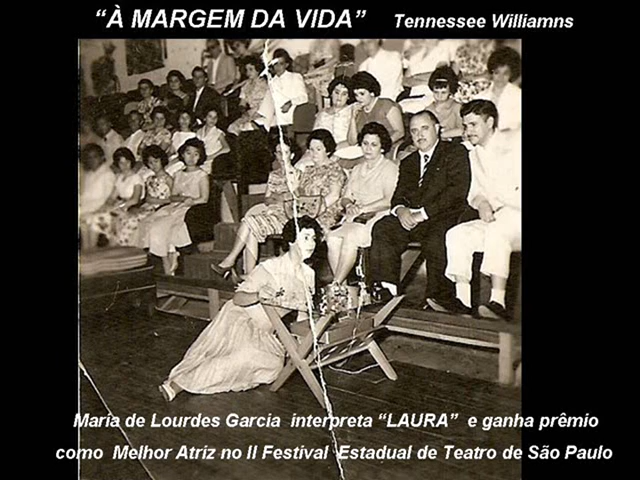 “À MARGEM DA VIDA” Tennessee Williamns
Maria de Lourdes Garcia interpreta “LAURA” e ganha prêmio
como Melhor Atriz no II Festival Estadual de Teatro de São Paulo